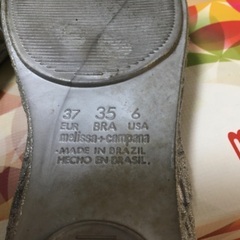 37 35 6
EUR BRA USA
melissa+campana
MADE IN BRAZIL
HECHO EN BRASIL.